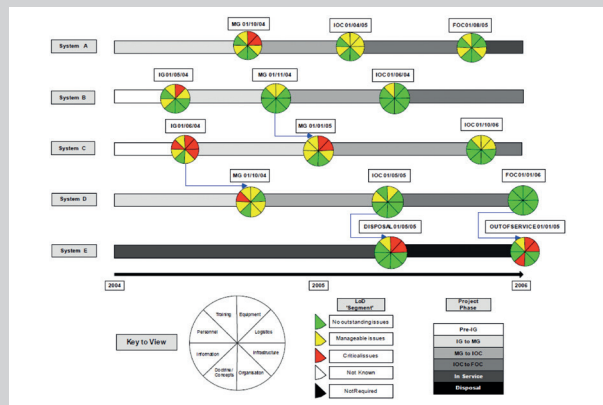 MG 01/10/04
IOC 01/04/05
FOC 01/08/05
System A
IG 01/05/04
MG 01/11/04
IOC 01/06/04
System B
IG 01/06/04
MG 01/01/05
IOC 01/10/06
System C
MG 01/10/04
IOC 01/05/05
FOC 01/01/06
System D
DISPOSAL 01/05/05
OUT OF SERVICE 01/01/05
System E
2004
2005
2006
Key to View
Training
Equipment
Personnel
Logistics
Information
Infrastructure
Doctrine/
Concepts
Organisation
LoD
'Segment'
No outstanding issues
Manageable issues
Critical issues
Not Known
Not Required
Project
Phase
Pre-IG
IG to MG
MG to IOC
IOC to FOC
In Service
Disposal